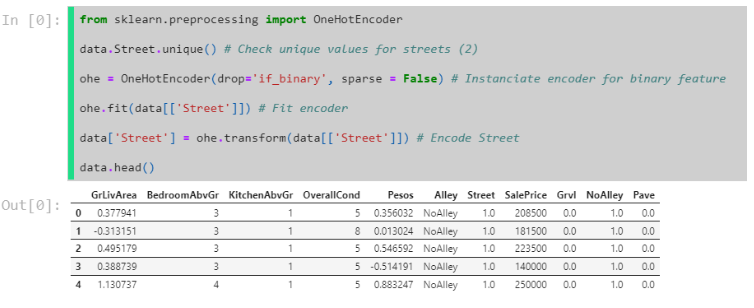 In [0]: from sklearn.preprocessing import OneHotEncoder
data.Street.unique() # Check unique values for streets (2)
ohe = OneHotEncoder(drop='if_binary', sparse = False) # Instanciate encoder for binary feature
ohe.fit(data[['Street']]) # Fit encoder
data['Street'] = ohe.transform(data[['Street']]) # Encode Street
data.head()
Out[0]:
GrLivArea BedroomAbvGr KitchenAbvGr OverallCond Pesos Alley Street SalePrice Grvl NoAlley Pave
0 0.377941 3 1 5 0.356032 NoAlley 1.0 208500 0.0 1.0 0.0
1 -0.313151 3 1 8 0.013024 NoAlley 1.0 181500 0.0 1.0 0.0
2 0.495179 3 1 5 0.546592 NoAlley 1.0 223500 0.0 1.0 0.0
3 0.388739 3 1 5 -0.514191 NoAlley 1.0 140000 0.0 1.0 0.0
4 1.130737 4 1 5 0.883247 NoAlley 1.0 250000 0.0 1.0 0.0